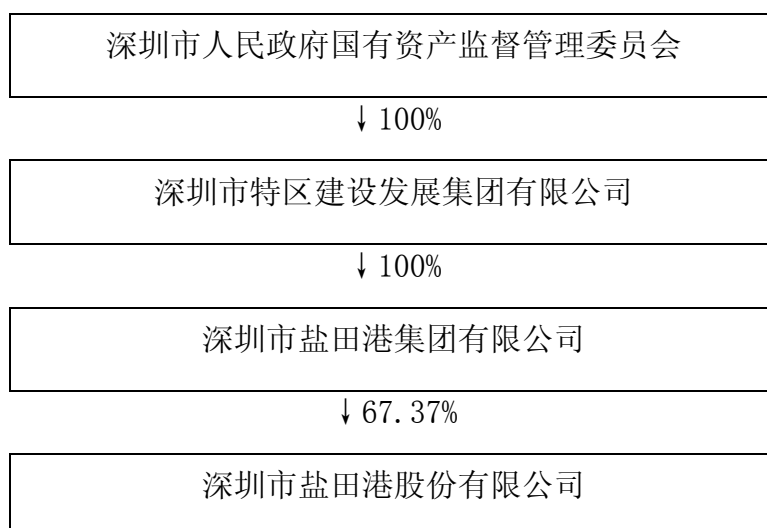 深圳市人民政府国有资产监督管理委员会
↓100%
深圳市特区建设发展集团有限公司
↓100%
深圳市盐田港集团有限公司
↓67.37%
深圳市盐田港股份有限公司